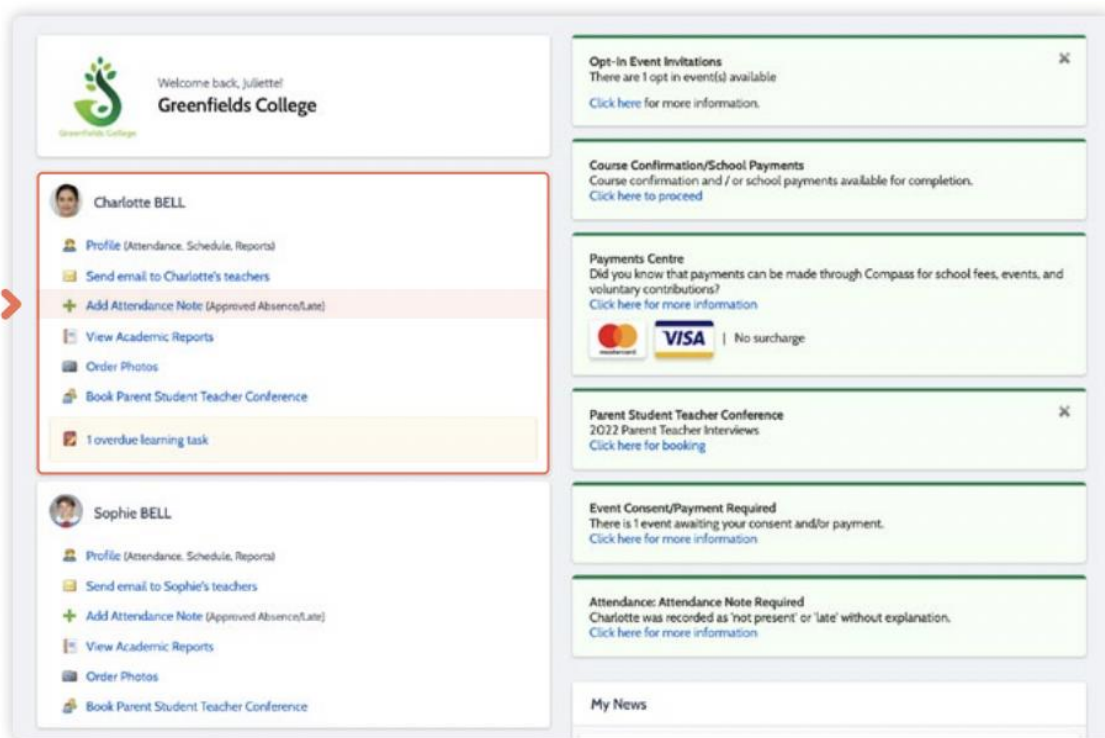 Greenfields College
Welcome back, Juliette!
Greenfields College
Charlotte BELL
Profile (Attendance, Schedule, Reports)
Send email to Charlotte's teachers
Add Attendance Note (Approved Absence/Late)
View Academic Reports
Order Photos
Book Parent Student Teacher Conference
1 overdue learning task
Sophie BELL
Profile (Attendance, Schedule, Reports)
Send email to Sophie's teachers
Add Attendance Note (Approved Absence/Late)
View Academic Reports
Order Photos
Book Parent Student Teacher Conference
Opt-In Event Invitations
There are 1 opt in event(s) available
Click here for more information.
Course Confirmation/School Payments
Course confirmation and / or school payments available for completion.
Click here to proceed
Payments Centre
Did you know that payments can be made through Compass for school fees, events, and
voluntary contributions?
Click here for more information
mastercard VISA | No surcharge
Parent Student Teacher Conference
2022 Parent Teacher Interviews
Click here for booking
Event Consent/Payment Required
There is 1 event awaiting your consent and/or payment.
Click here for more information
Attendance: Attendance Note Required
Charlotte was recorded as 'not present' or 'late' without explanation.
Click here for more information
My News